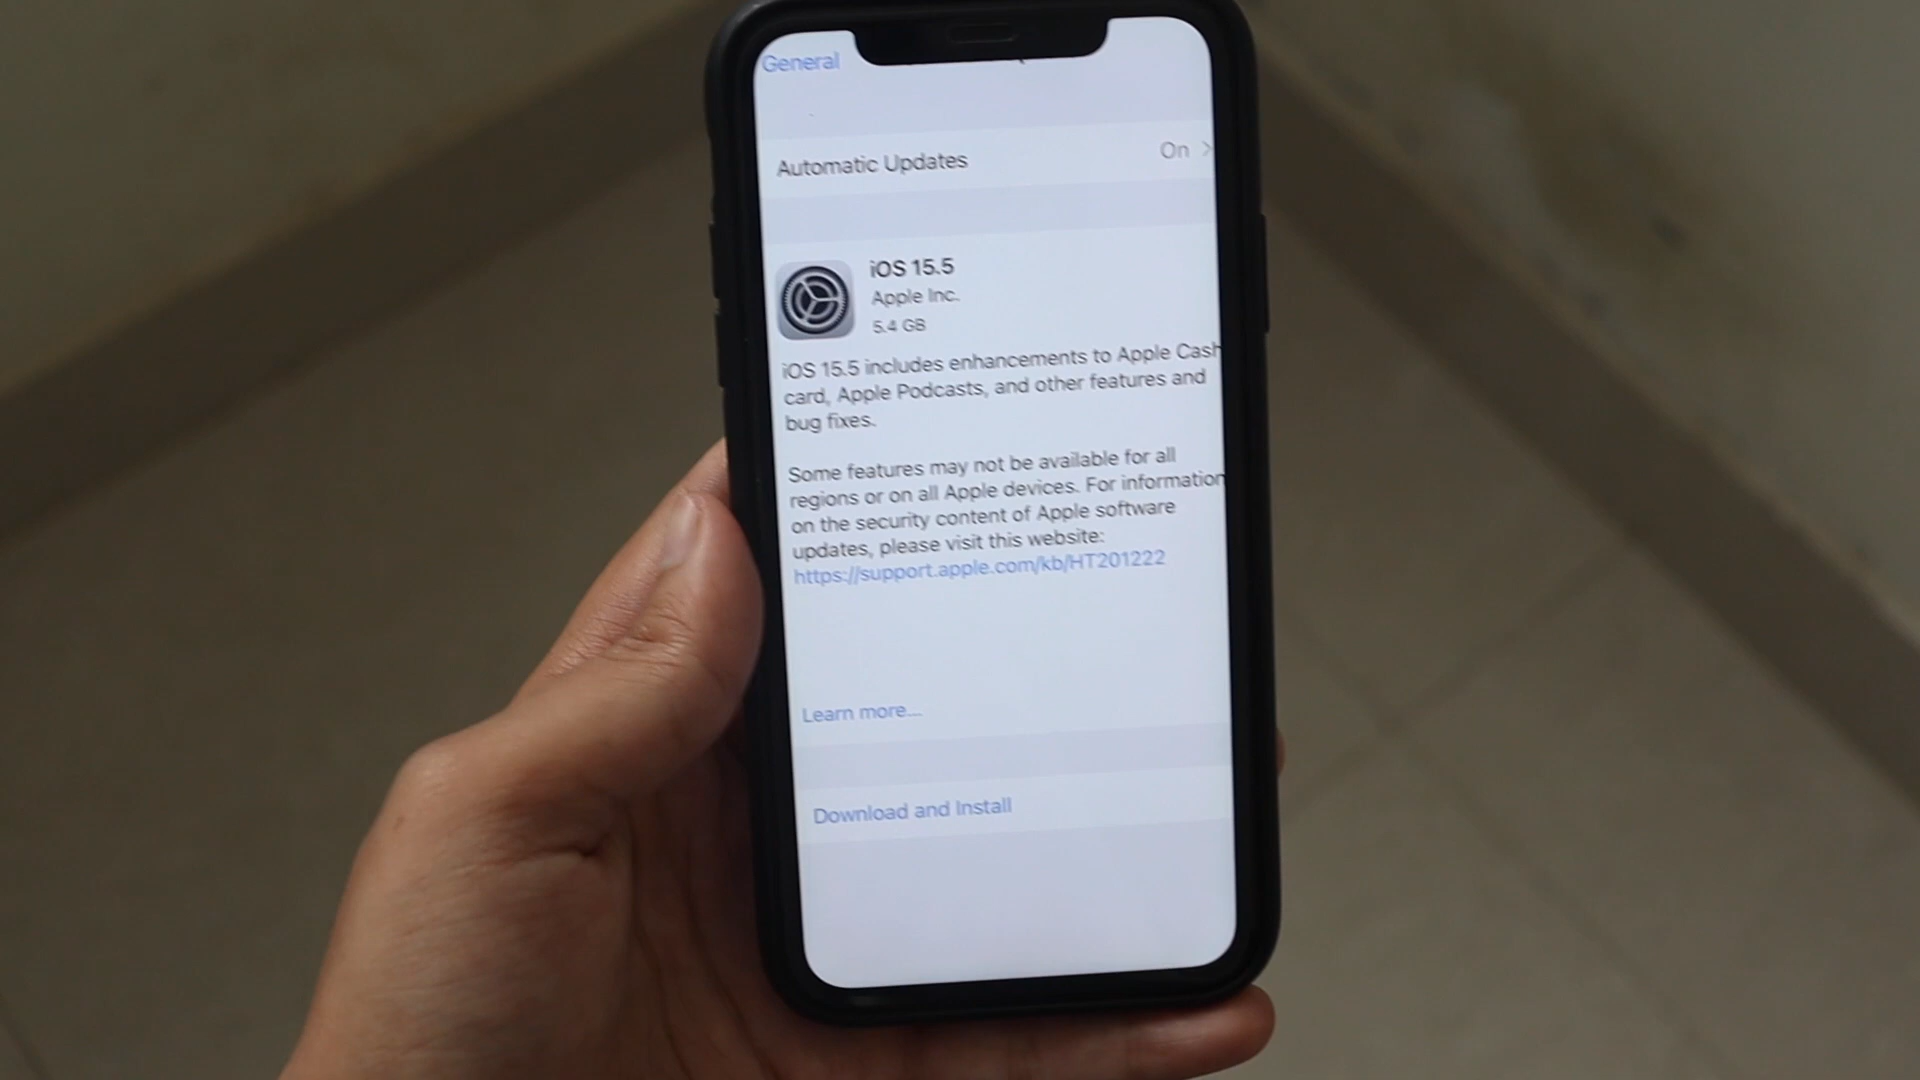 General
Automatic Updates On
iOS 15.5
Apple Inc.
5.4 GB
iOS 15.5 includes enhancements to Apple Cash
card, Apple Podcasts, and other features and
bug fixes.
Some features may not be available for all
regions or on all Apple devices. For information
on the security content of Apple software
updates, please visit this website:
https://support.apple.com/kb/HT201222
Learn more...
Download and Install